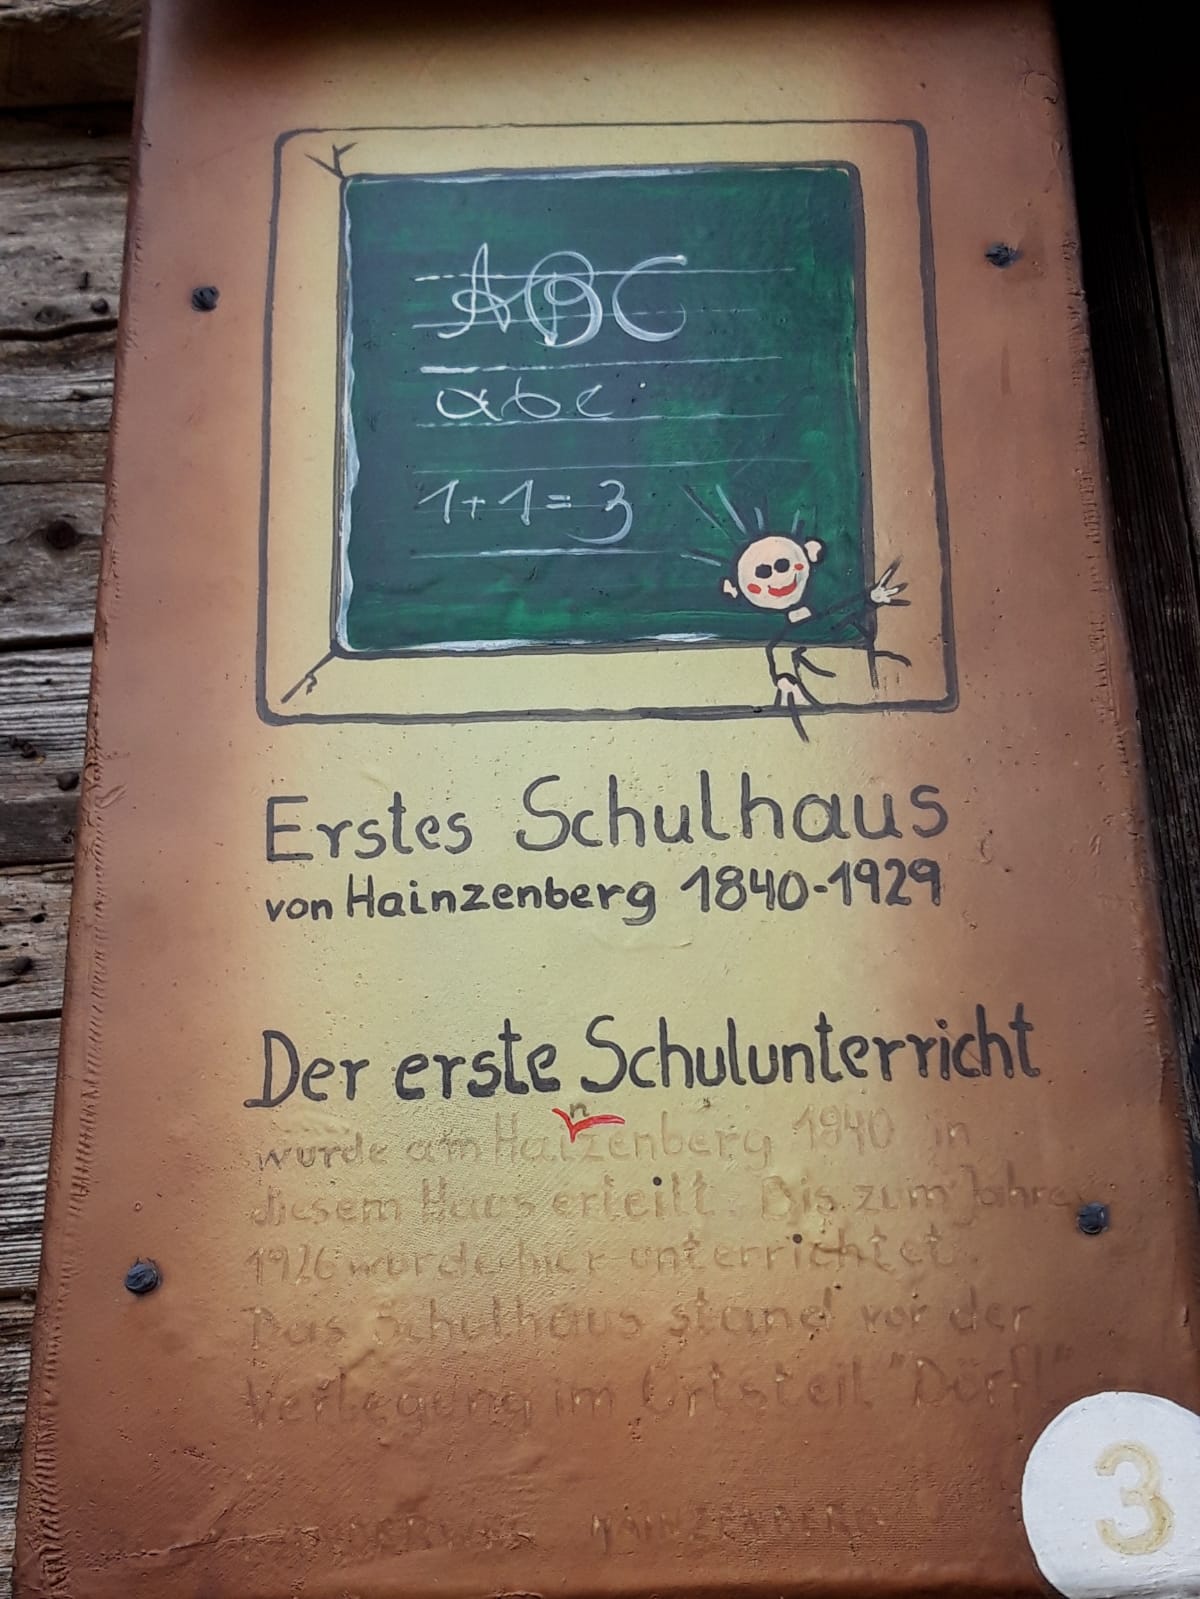 ABC
abc
1+1=3
Erstes Schulhaus
von Hainzenberg 1840-1929
Der erste Schulunterricht
n
wurde am Haizenberg 1840 in
diesem Haus erteilt. Bis zum Jahre
wurde hier unterrichtet.
Das Schulhaus stand vor der
Verlegung im Ortsteil "Dörfl"
HAINZENBERG
3